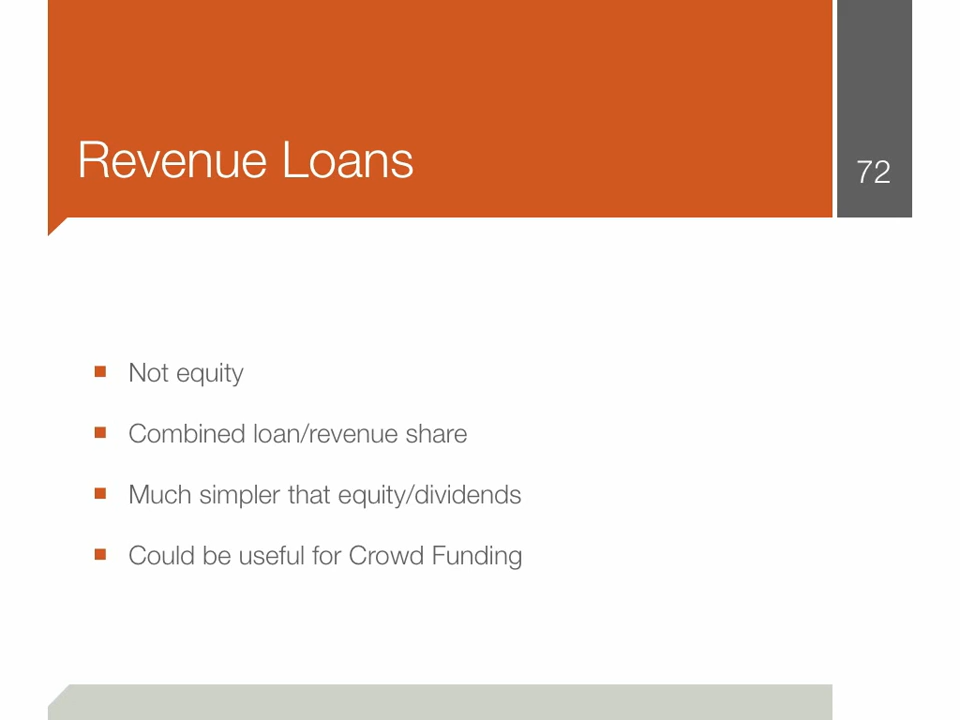 Revenue Loans
72
Not equity
Combined loan/revenue share
Much simpler that equity/dividends
Could be useful for Crowd Funding